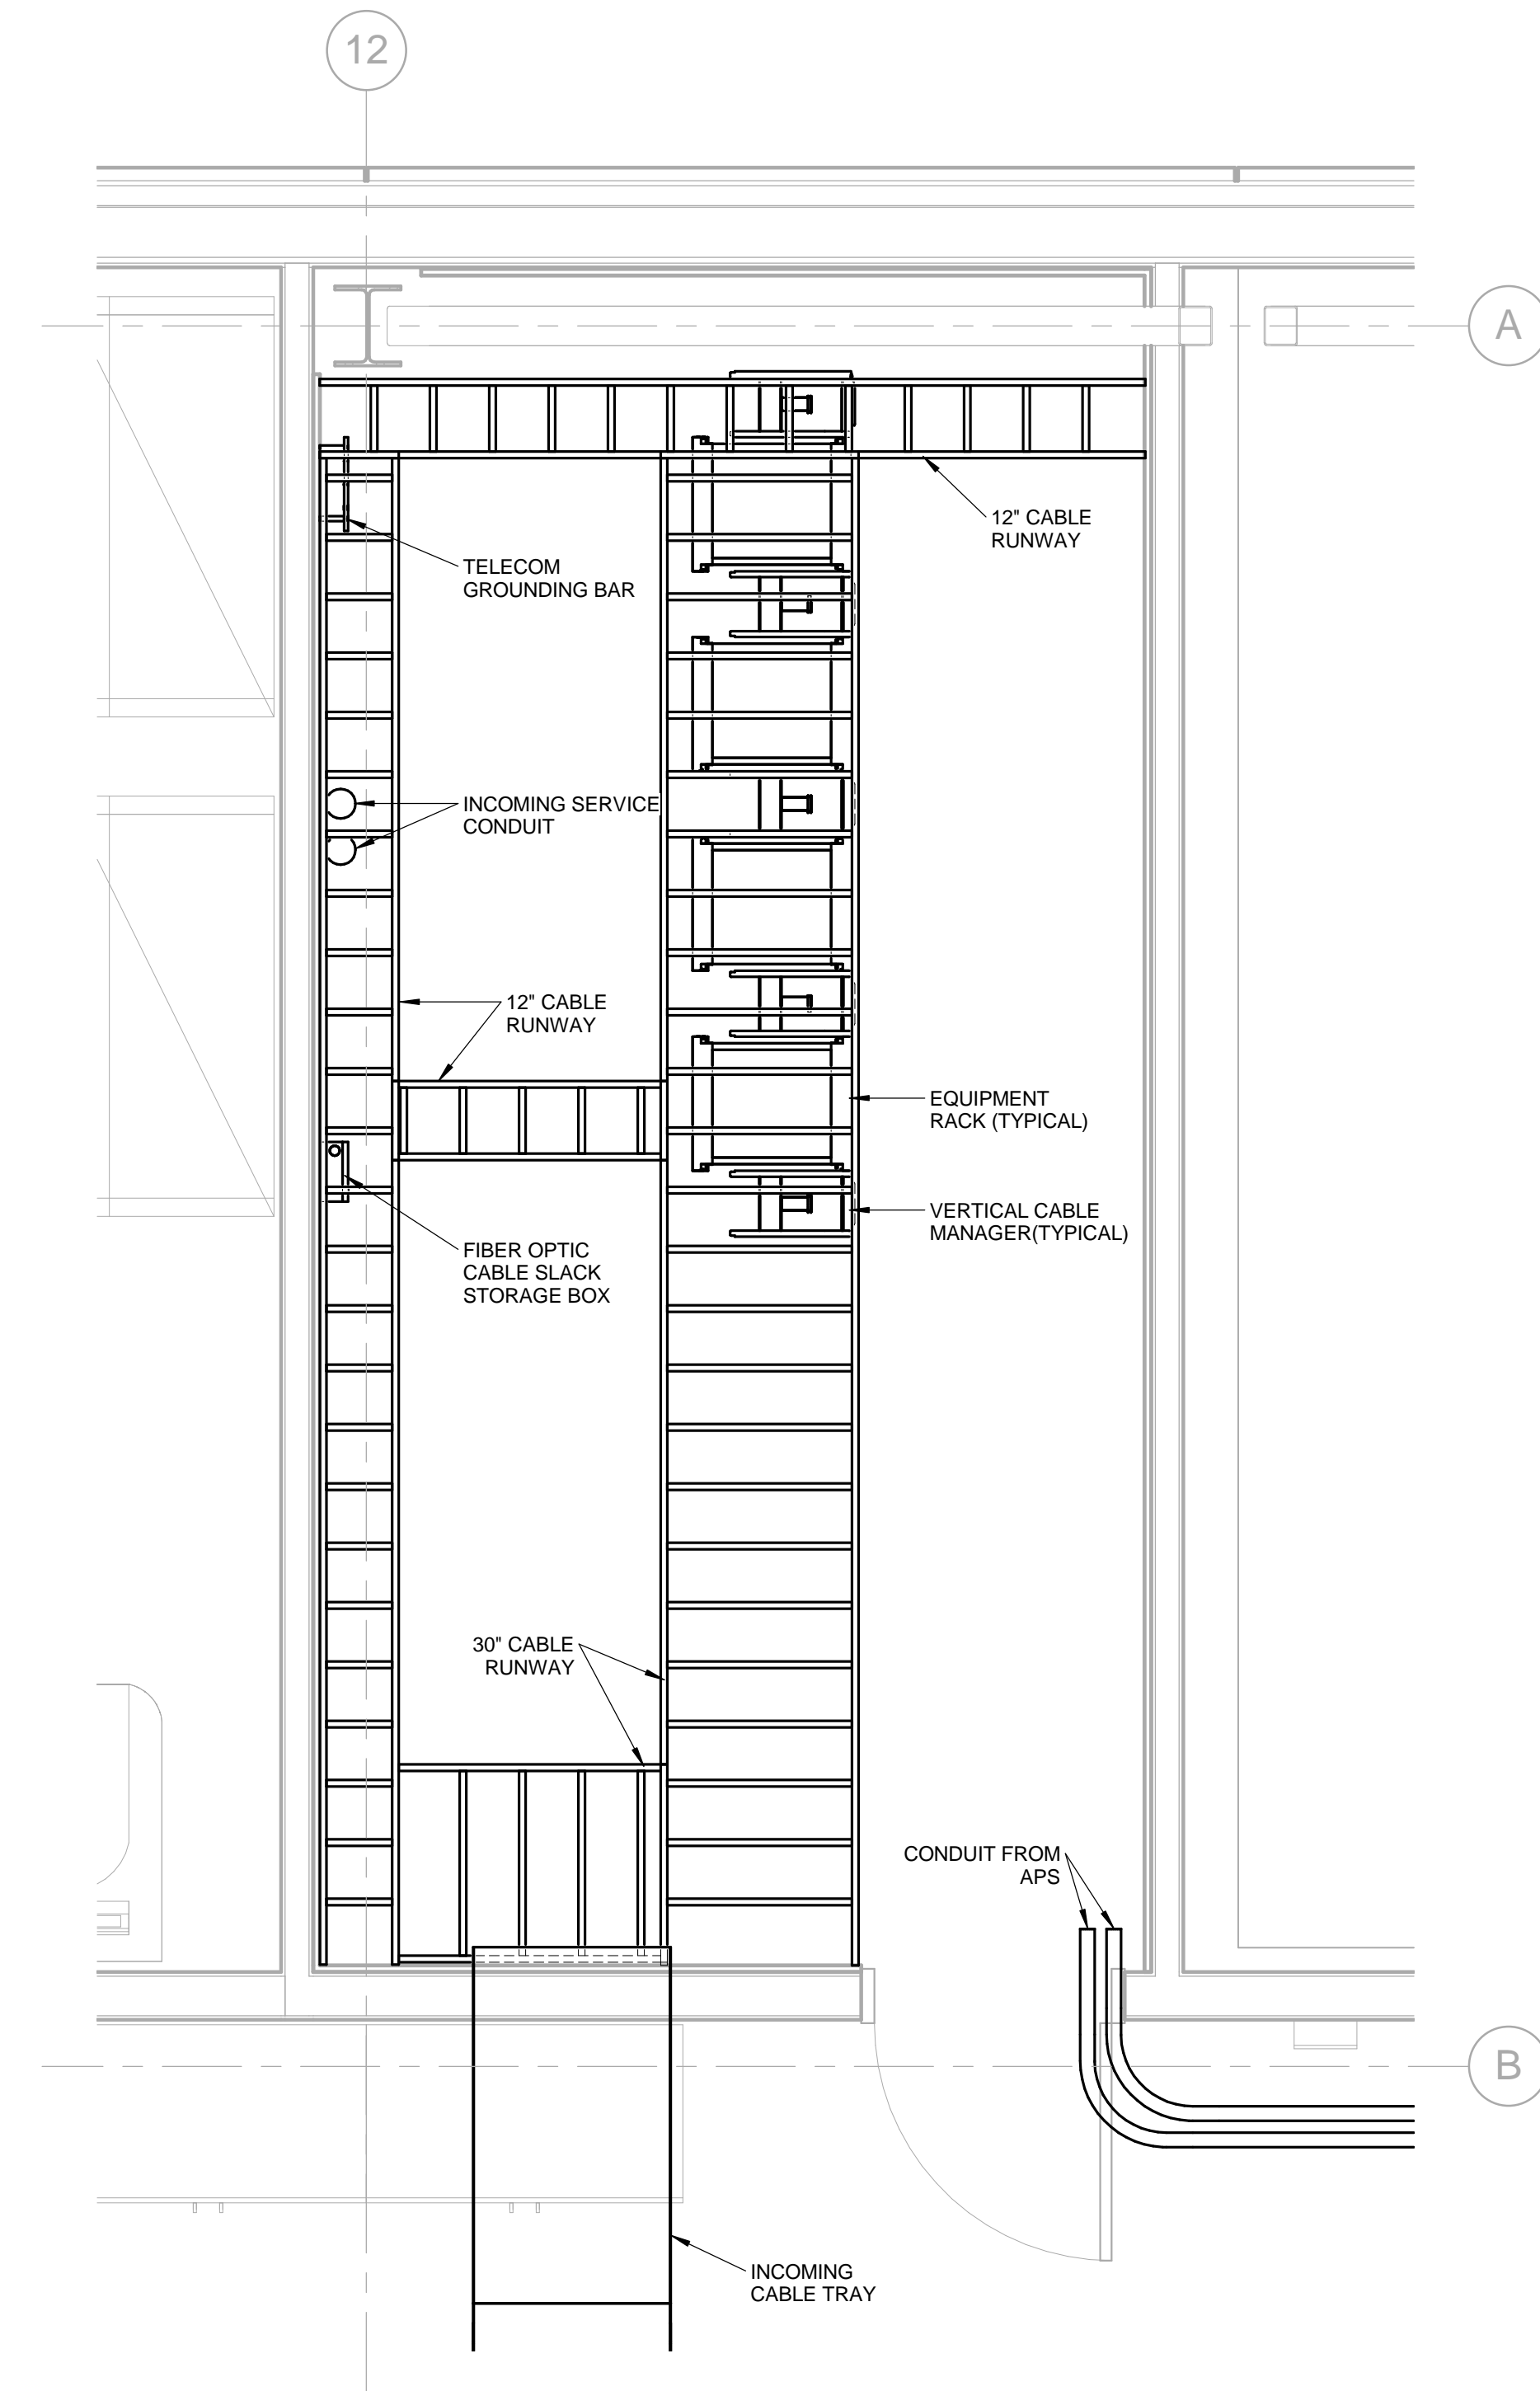 12
A
12" CABLE
RUNWAY
TELECOM
GROUNDING BAR
INCOMING SERVICE
CONDUIT
12" CABLE
RUNWAY
EQUIPMENT
RACK (TYPICAL)
VERTICAL CABLE
MANAGER(TYPICAL)
FIBER OPTIC
CABLE SLACK
STORAGE BOX
30" CABLE
RUNWAY
CONDUIT FROM
APS
B
INCOMING
CABLE TRAY